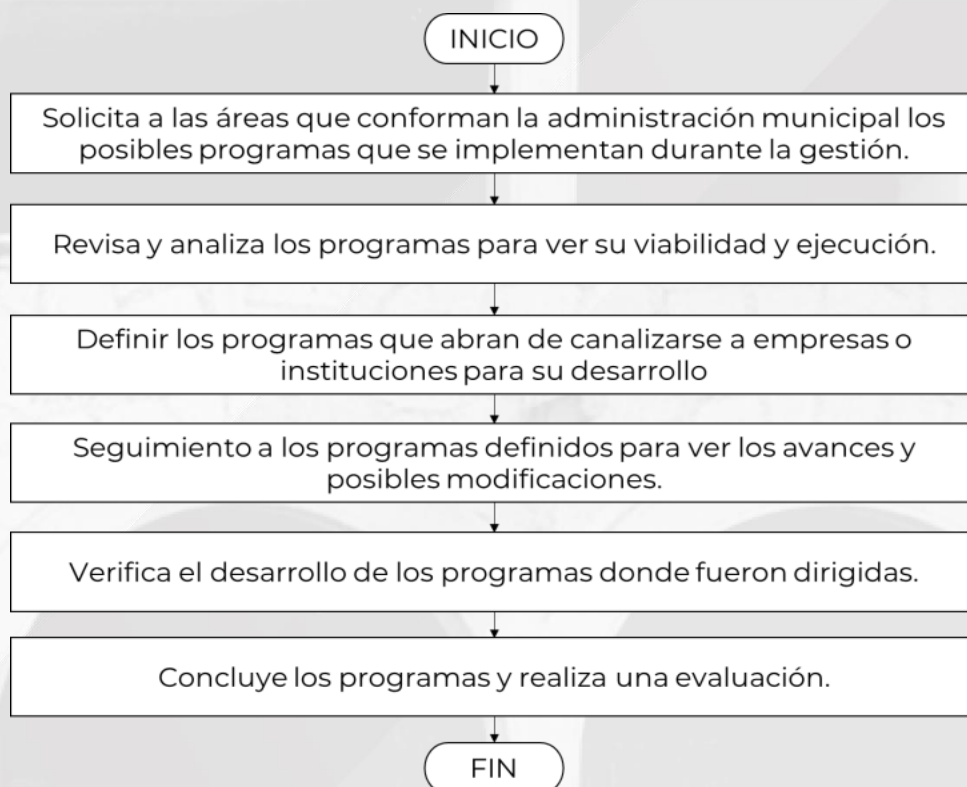 INICIO
Solicita a las áreas que conforman la administración municipal los
posibles programas que se implementan durante la gestión.
Revisa y analiza los programas para ver su viabilidad y ejecución.
Definir los programas que abran de canalizarse a empresas o
instituciones para su desarrollo
Seguimiento a los programas definidos para ver los avances y
posibles modificaciones.
Verifica el desarrollo de los programas donde fueron dirigidas.
Concluye los programas y realiza una evaluación.
FIN